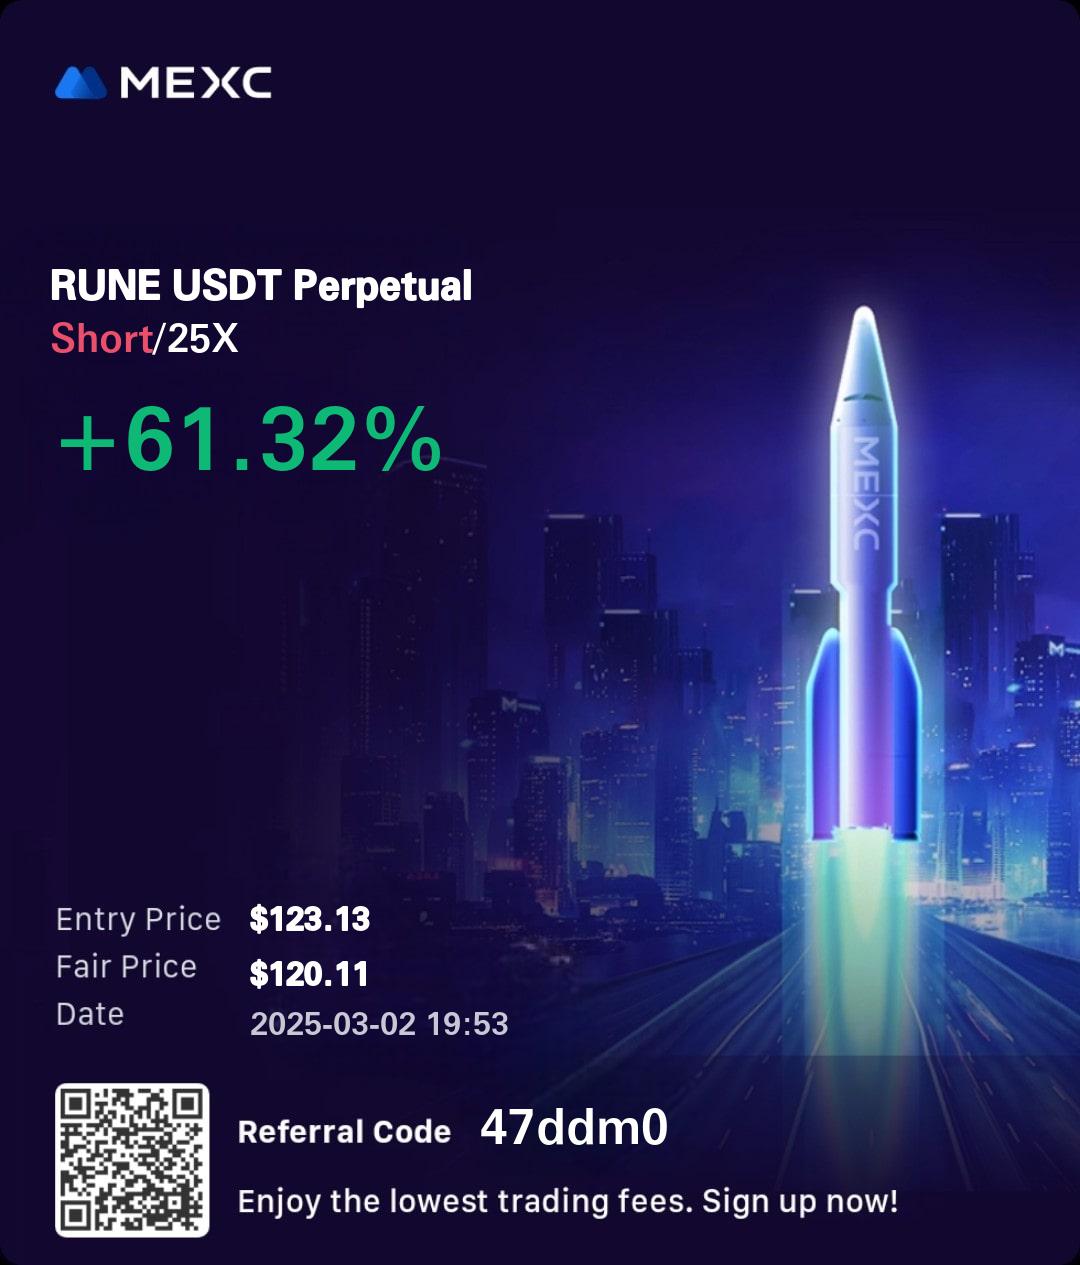 MEXC
RUNE USDT Perpetual
Short/25X
+61.32%
MEXC
M
M
Entry Price $123.13
Fair Price $120.11
Date 2025-03-02 19:53
Referral Code 47ddm0
Enjoy the lowest trading fees. Sign up now!